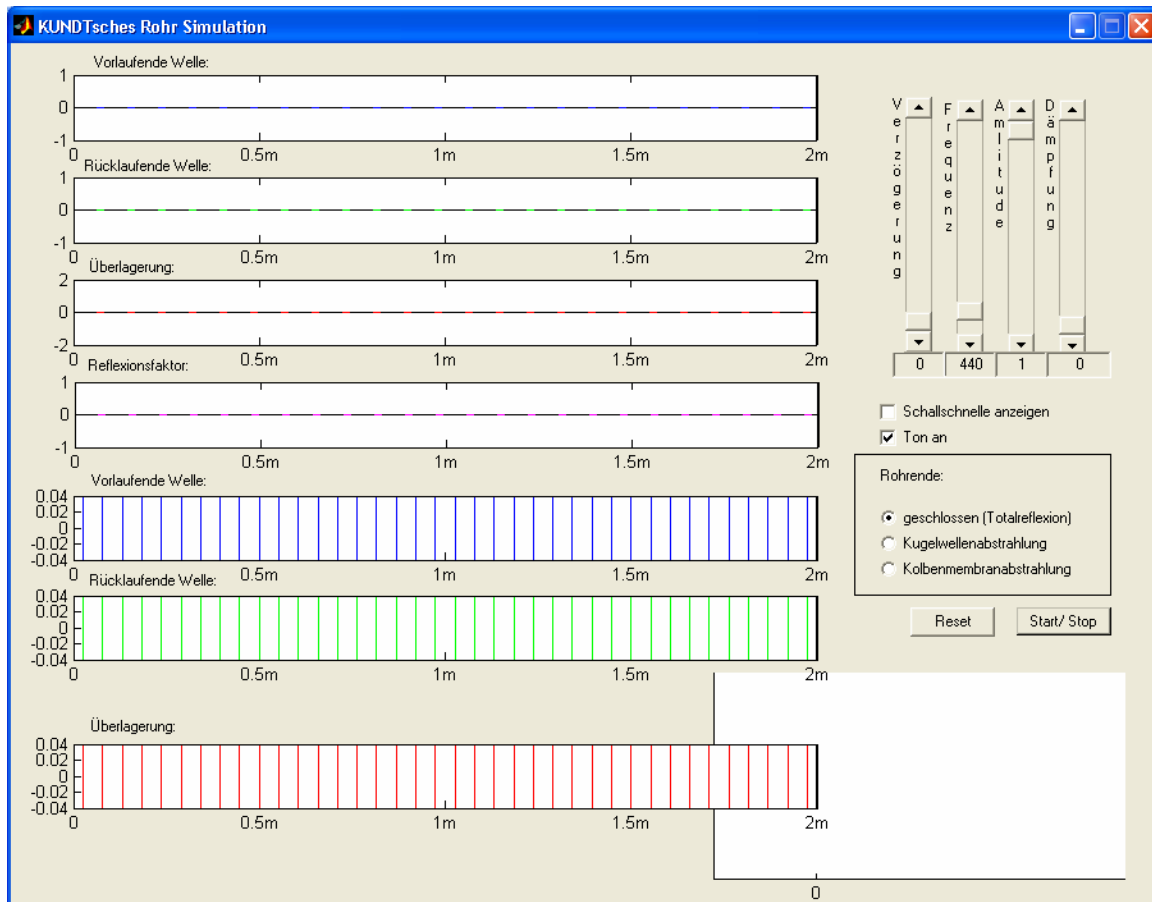 KUNDTsches Rohr Simulation
Vorlaufende Welle:
1
0
-1
0 0.5m 1m 1.5m 2m
Rücklaufende Welle:
1
0
-1
0 0.5m 1m 1.5m 2m
Überlagerung:
2
0
-2
0 0.5m 1m 1.5m 2m
Reflexionsfaktor:
1
0
-1
0 0.5m 1m 1.5m 2m
Vorlaufende Welle:
0.04
0.02
0
-0.02
-0.04
0 0.5m 1m 1.5m 2m
Rücklaufende Welle:
0.04
0.02
0
-0.02
-0.04
0 0.5m 1m 1.5m 2m
Überlagerung:
0.04
0.02
0
-0.02
-0.04
0 0.5m 1m 1.5m 2m
Verzögerung
Frequenz
Amlitude
Dämpfung
0 440 1 0
Schallschnelle anzeigen
Ton an
Rohrende:
geschlossen (Totalreflexion)
Kugelwellenabstrahlung
Kolbenmembranabstrahlung
Reset Start/ Stop
0